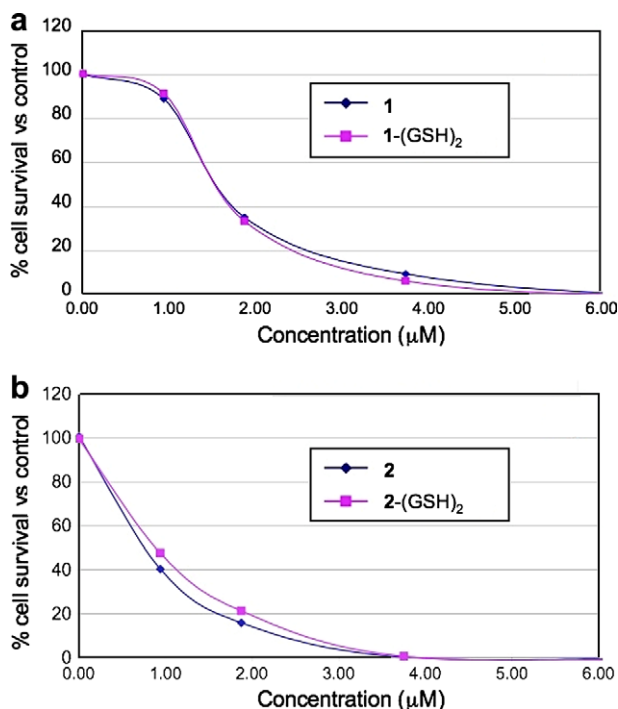 a
120
100
80
60
40
20
0
% cell survival vs control
1
1-(GSH)₂
0.00 1.00 2.00 3.00 4.00 5.00 6.00
Concentration (μM)
b
120
100
80
60
40
20
0
% cell survival vs control
2
2-(GSH)₂
0.00 1.00 2.00 3.00 4.00 5.00 6.00
Concentration (μM)